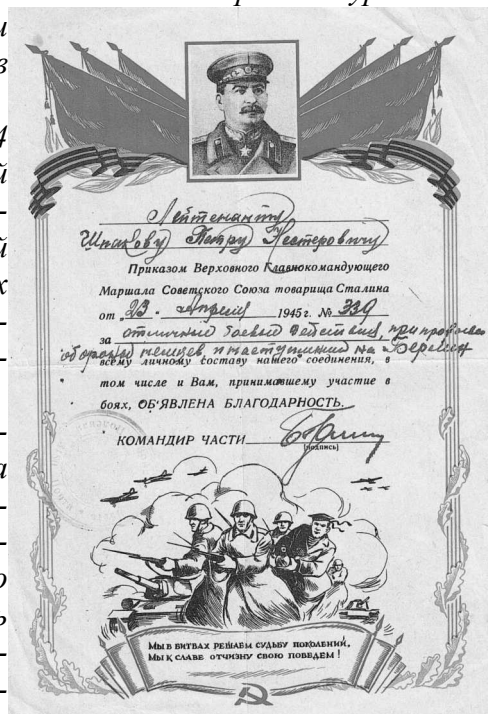 Лейтенанту
Шпакову Петру Нестеровичу
Приказом Верховного Главнокомандующего
Маршала Советского Союза товарища Сталина
от „23“ Апреля 1945 г. № 339
за отличные боевые действия, при прорыве
обороны немцев и наступлении на Берлин
всему личному составу нашего соединения, в
том числе и Вам, принимавшему участие в
боях, ОБ'ЯВЛЕНА БЛАГОДАРНОСТЬ.
КОМАНДИР ЧАСТИ
(подпись)
МЫ В БИТВАХ РЕШАЕМ СУДЬБУ ПОКОЛЕНИЙ,
МЫ К СЛАВЕ ОТЧИЗНУ СВОЮ ПОВЕДЕМ!